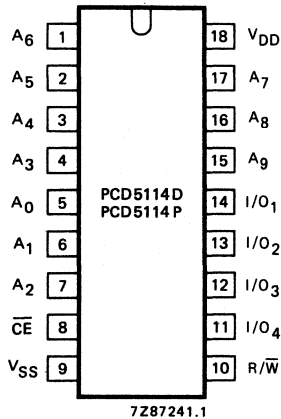 A6 1 18 VDD
A5 2 17 A7
A4 3 16 A8
A3 4 15 A9
A0 5 PCD5114D 14 I/O1
PCD5114P
A1 6 13 I/O2
A2 7 12 I/O3
C̅E̅ 8 11 I/O4
VSS 9 10 R/W̅
7Z87241.1